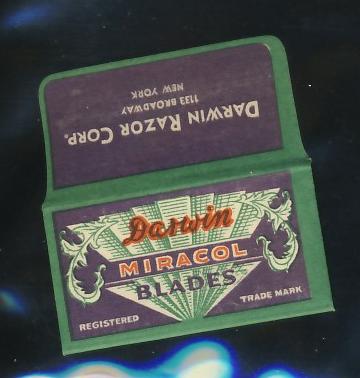 DARWIN RAZOR CORP.
1133 BROADWAY
NEW YORK
Darwin
MIRACOL
BLADES
REGISTERED
TRADE MARK